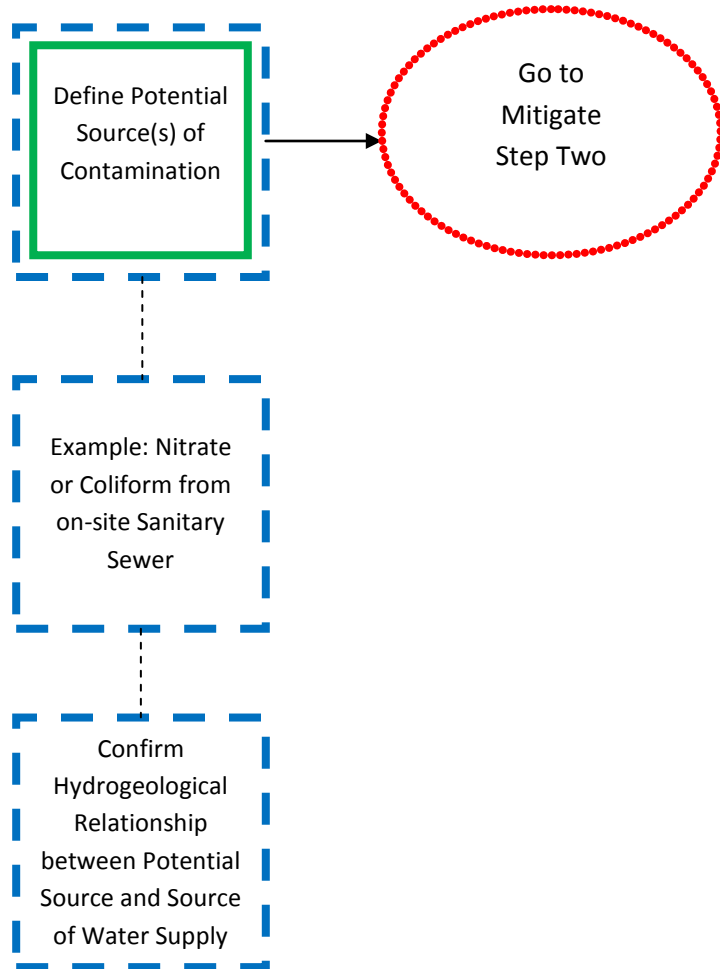 Define Potential
Source(s) of
Contamination
Go to
Mitigate
Step Two
Example: Nitrate
or Coliform from
on-site Sanitary
Sewer
Confirm
Hydrogeological
Relationship
between Potential
Source and Source
of Water Supply